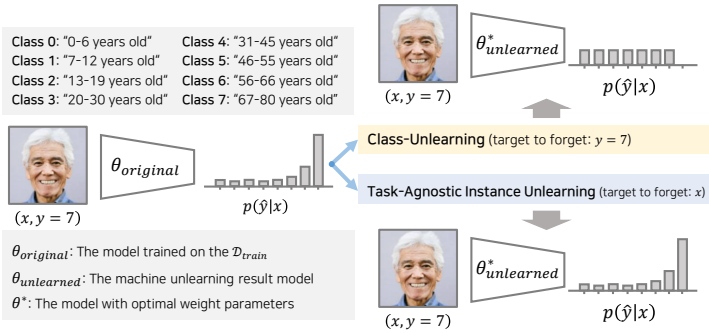 Class 0: “0-6 years old” Class 4: “31-45 years old”
Class 1: “7-12 years old” Class 5: “46-55 years old”
Class 2: “13-19 years old” Class 6: “56-66 years old”
Class 3: “20-30 years old” Class 7: “67-80 years old”
θ*unlearned
(x, y = 7)
p(ŷ|x)
θoriginal
(x, y = 7)
p(ŷ|x)
Class-Unlearning (target to forget: y = 7)
Task-Agnostic Instance Unlearning (target to forget: x)
θoriginal: The model trained on the 𝒟train
θunlearned: The machine unlearning result model
θ*: The model with optimal weight parameters
θ*unlearned
(x, y = 7)
p(ŷ|x)